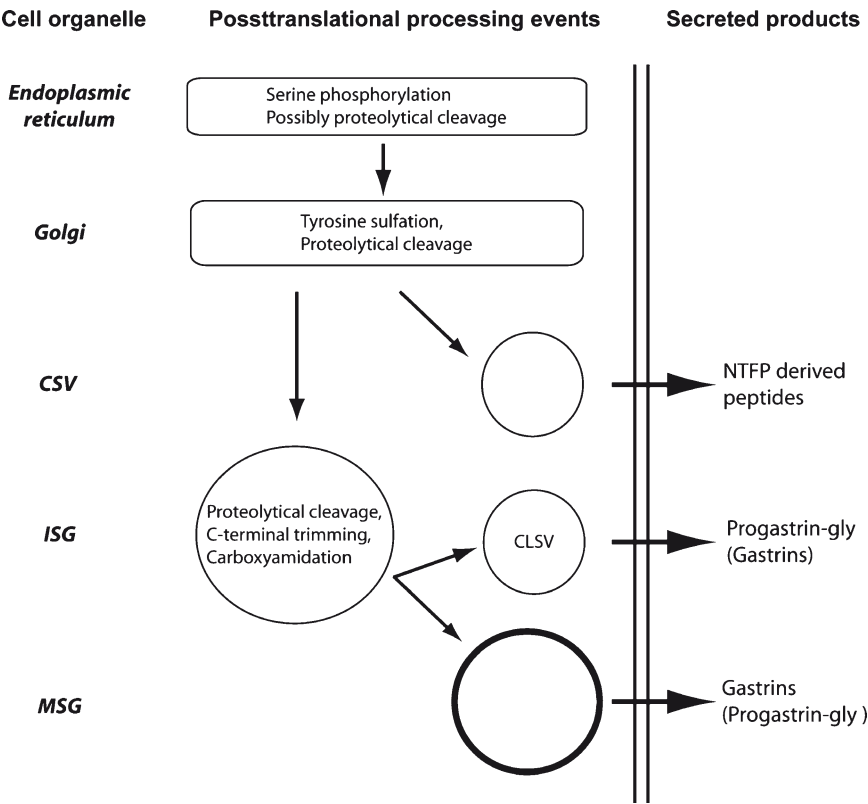 Cell organelle
Possttranslational processing events
Secreted products
Endoplasmic
reticulum
Serine phosphorylation
Possibly proteolytical cleavage
Golgi
Tyrosine sulfation,
Proteolytical cleavage
CSV
NTFP derived
peptides
ISG
Proteolytical cleavage,
C-terminal trimming,
Carboxyamidation
CLSV
Progastrin-gly
(Gastrins)
MSG
Gastrins
(Progastrin-gly )